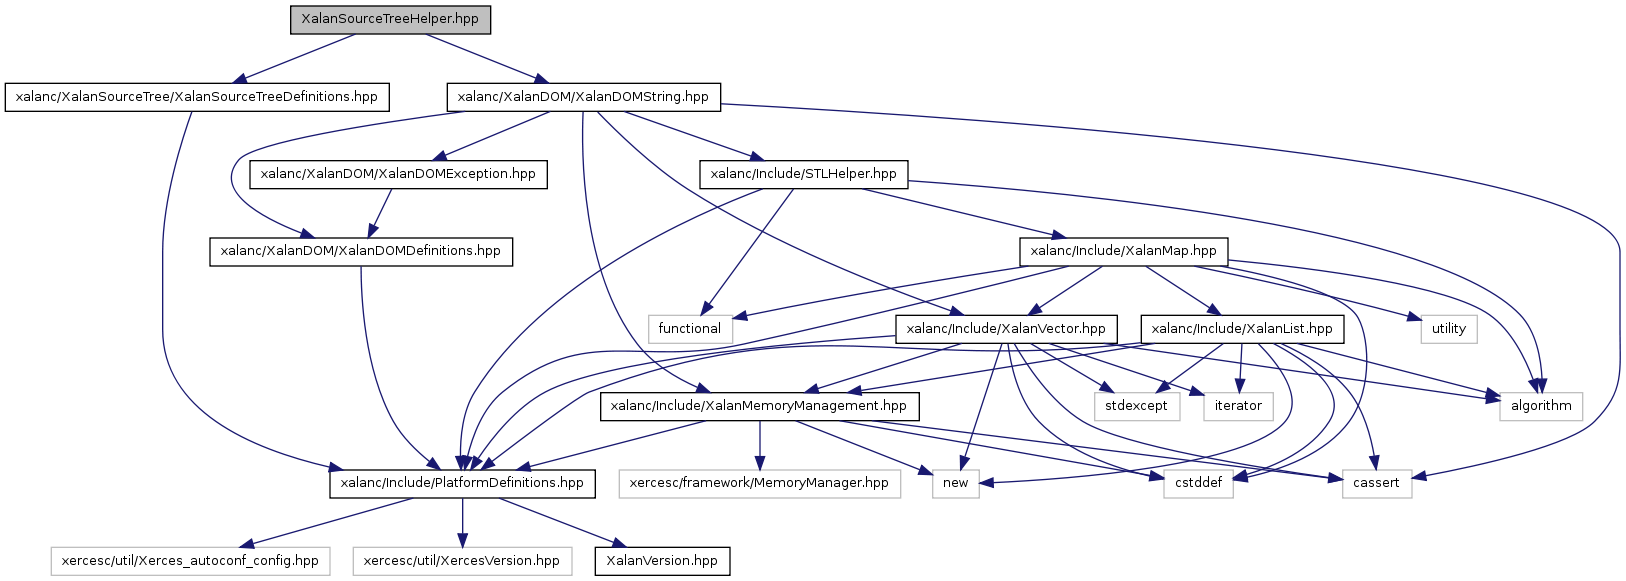 XalanSourceTreeHelper.hpp
xalanc/XalanSourceTree/XalanSourceTreeDefinitions.hpp
xalanc/XalanDOM/XalanDOMString.hpp
xalanc/XalanDOM/XalanDOMException.hpp
xalanc/Include/STLHelper.hpp
xalanc/XalanDOM/XalanDOMDefinitions.hpp
xalanc/Include/XalanMap.hpp
functional
xalanc/Include/XalanVector.hpp
xalanc/Include/XalanList.hpp
utility
xalanc/Include/XalanMemoryManagement.hpp
stdexcept
iterator
algorithm
xalanc/Include/PlatformDefinitions.hpp
xercesc/framework/MemoryManager.hpp
new
cstddef
cassert
xercesc/util/Xerces_autoconf_config.hpp
xercesc/util/XercesVersion.hpp
XalanVersion.hpp